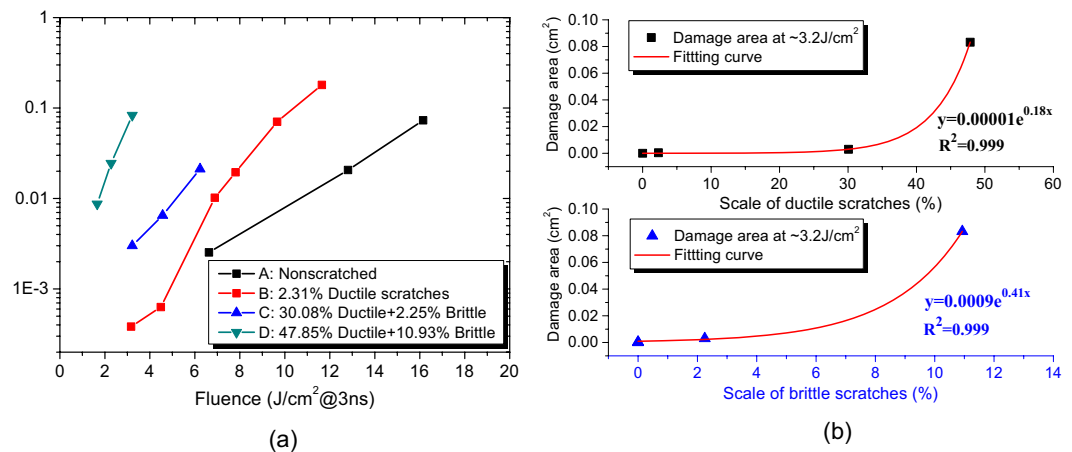 1
0.1
0.01
1E-3
A: Nonscratched
B: 2.31% Ductile scratches
C: 30.08% Ductile+2.25% Brittle
D: 47.85% Ductile+10.93% Brittle
0 2 4 6 8 10 12 14 16 18 20
Fluence (J/cm²@3ns)
(a)
Damage area (cm²)
0.10
0.08
0.06
0.04
0.02
0.00
Damage area at ~3.2J/cm²
Fittting curve
y=0.00001e^0.18x
R²=0.999
0 10 20 30 40 50 60
Scale of ductile scratches (%)
Damage area (cm²)
0.10
0.08
0.06
0.04
0.02
0.00
Damage area at ~3.2J/cm²
Fitting curve
y=0.0009e^0.41x
R²=0.999
0 2 4 6 8 10 12 14
Scale of brittle scratches (%)
(b)